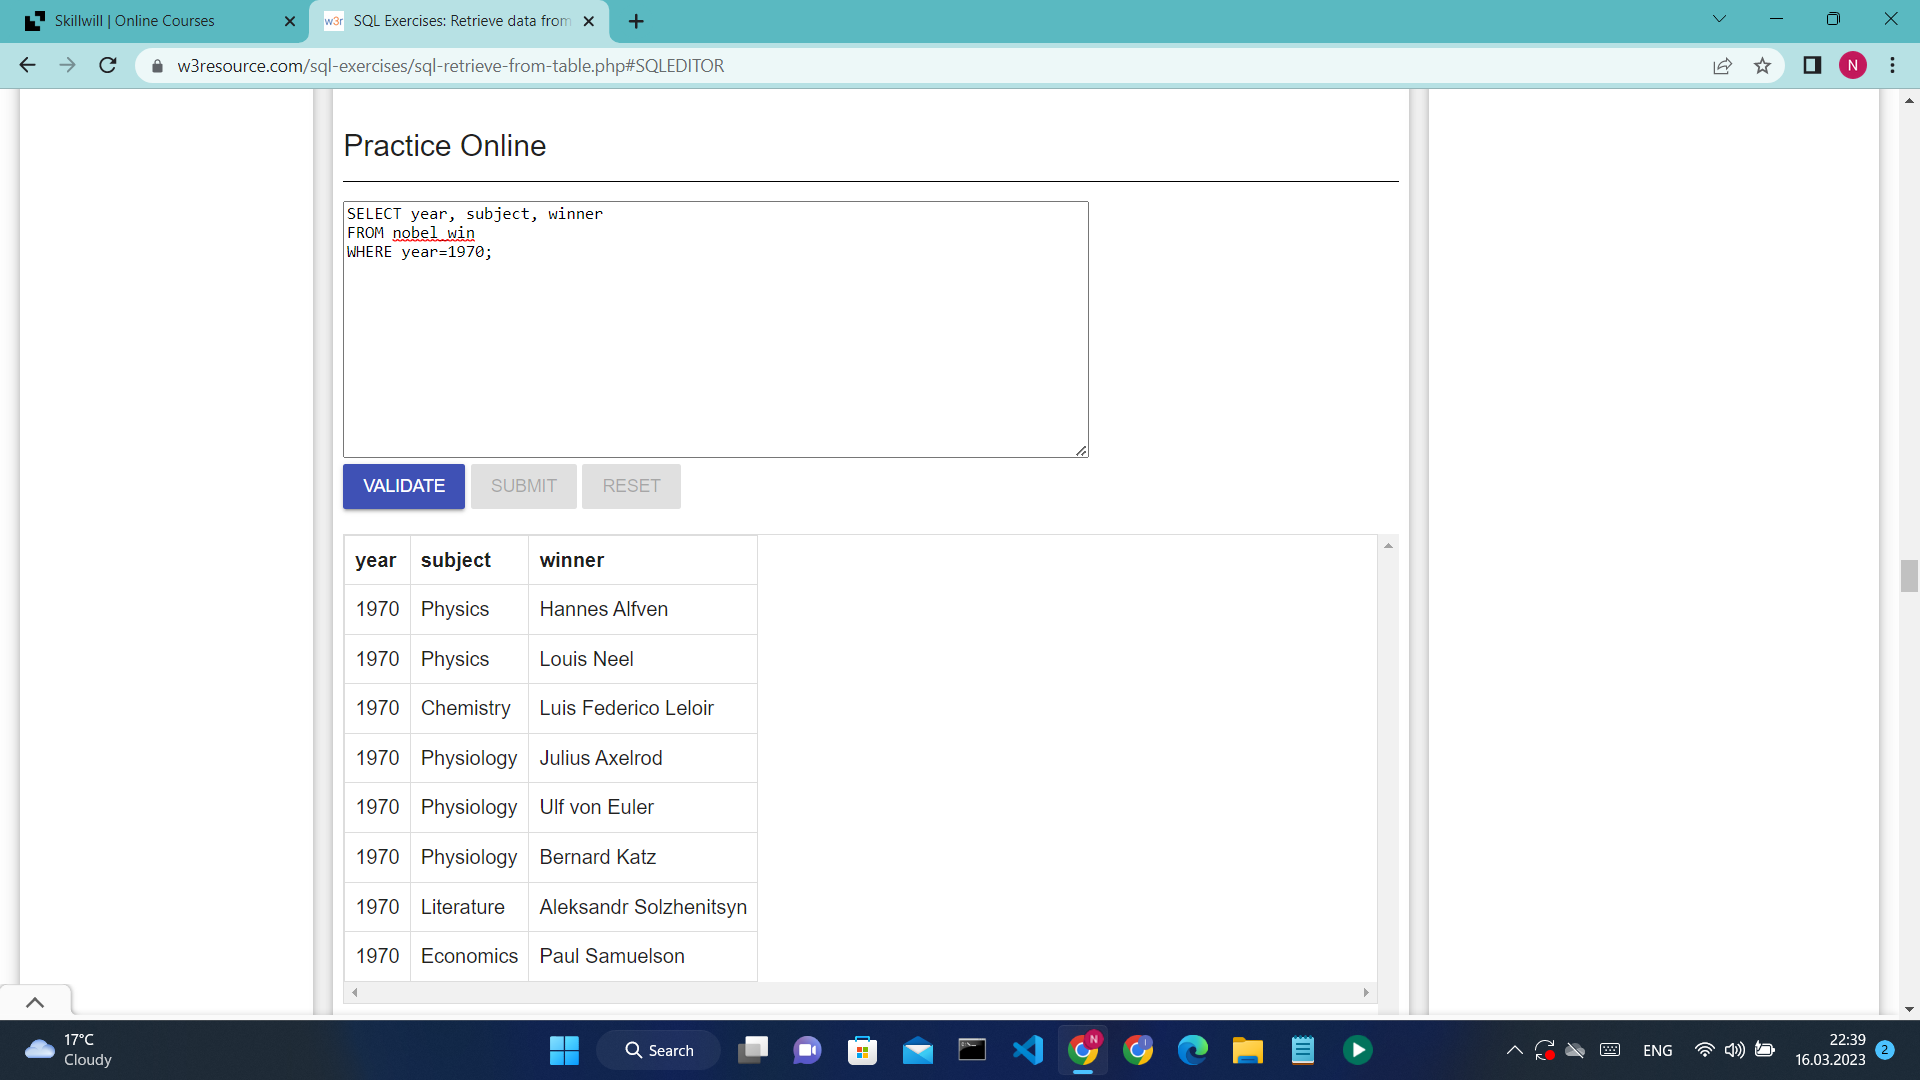 Skillwill | Online Courses
w3r SQL Exercises: Retrieve data from
w3resource.com/sql-exercises/sql-retrieve-from-table.php#SQLEDITOR
N
Practice Online
SELECT year, subject, winner
FROM nobel_win
WHERE year=1970;
VALIDATE SUBMIT RESET
year subject winner
1970 Physics Hannes Alfven
1970 Physics Louis Neel
1970 Chemistry Luis Federico Leloir
1970 Physiology Julius Axelrod
1970 Physiology Ulf von Euler
1970 Physiology Bernard Katz
1970 Literature Aleksandr Solzhenitsyn
1970 Economics Paul Samuelson
17°C
Cloudy
Search
N
ENG
22:39
16.03.2023
2